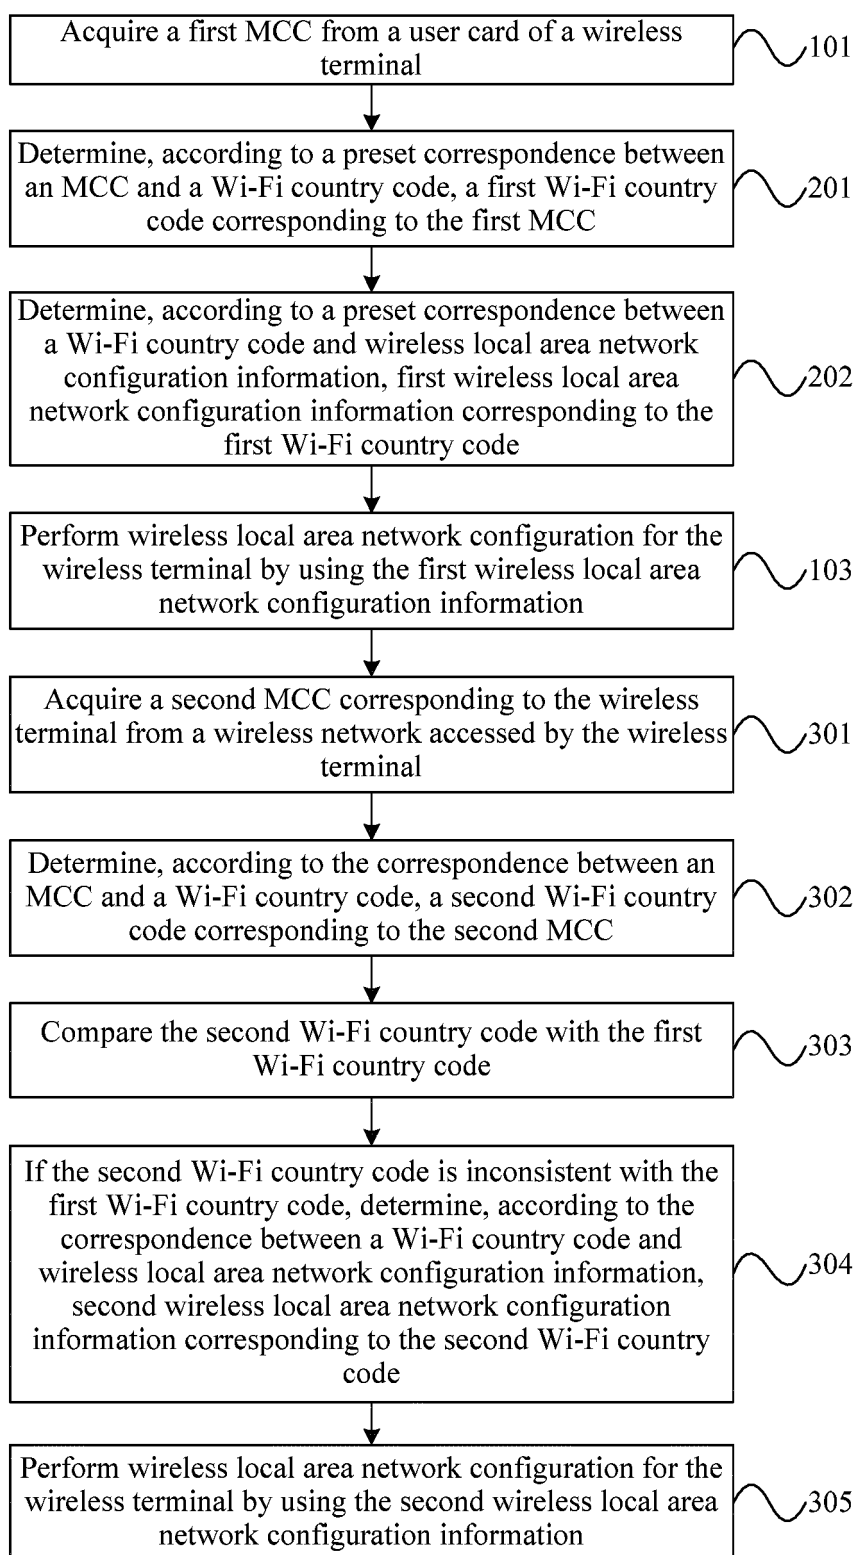 Acquire a first MCC from a user card of a wireless
terminal
101
Determine, according to a preset correspondence between
an MCC and a Wi-Fi country code, a first Wi-Fi country
code corresponding to the first MCC
201
Determine, according to a preset correspondence between
a Wi-Fi country code and wireless local area network
configuration information, first wireless local area
network configuration information corresponding to the
first Wi-Fi country code
202
Perform wireless local area network configuration for the
wireless terminal by using the first wireless local area
network configuration information
103
Acquire a second MCC corresponding to the wireless
terminal from a wireless network accessed by the wireless
terminal
301
Determine, according to the correspondence between an
MCC and a Wi-Fi country code, a second Wi-Fi country
code corresponding to the second MCC
302
Compare the second Wi-Fi country code with the first
Wi-Fi country code
303
If the second Wi-Fi country code is inconsistent with the
first Wi-Fi country code, determine, according to the
correspondence between a Wi-Fi country code and
wireless local area network configuration information,
second wireless local area network configuration
information corresponding to the second Wi-Fi country
code
304
Perform wireless local area network configuration for the
wireless terminal by using the second wireless local area
network configuration information
305